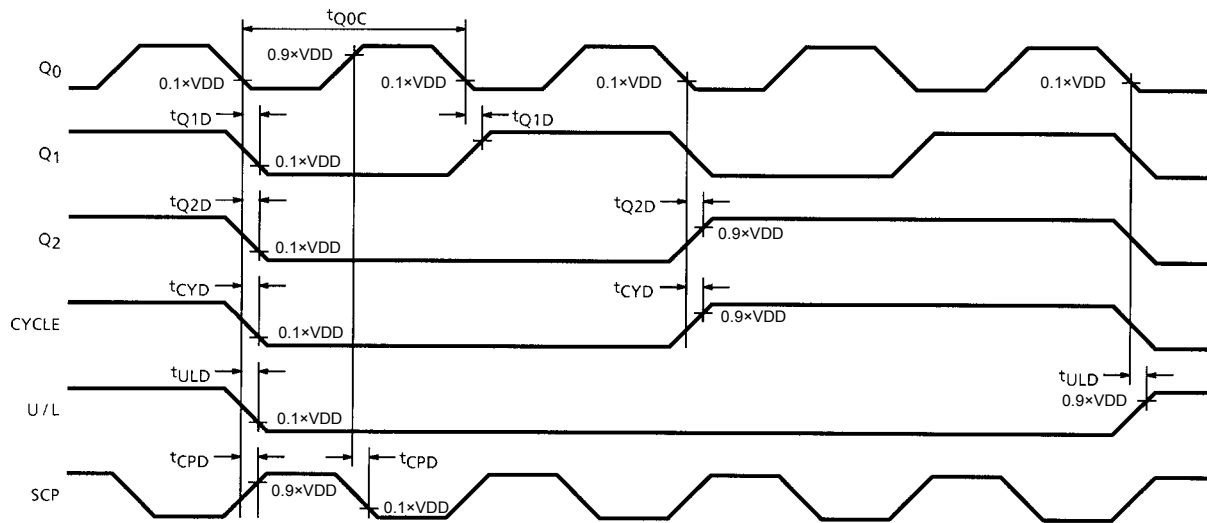 tQ0C
Q0
0.1×VDD
0.9×VDD
0.1×VDD
0.1×VDD
0.1×VDD
tQ1D
tQ1D
Q1
0.1×VDD
tQ2D
tQ2D
Q2
0.1×VDD
0.9×VDD
tCYD
tCYD
CYCLE
0.1×VDD
0.9×VDD
tULD
tULD
U/L
0.1×VDD
0.9×VDD
tCPD
tCPD
SCP
0.9×VDD
0.1×VDD